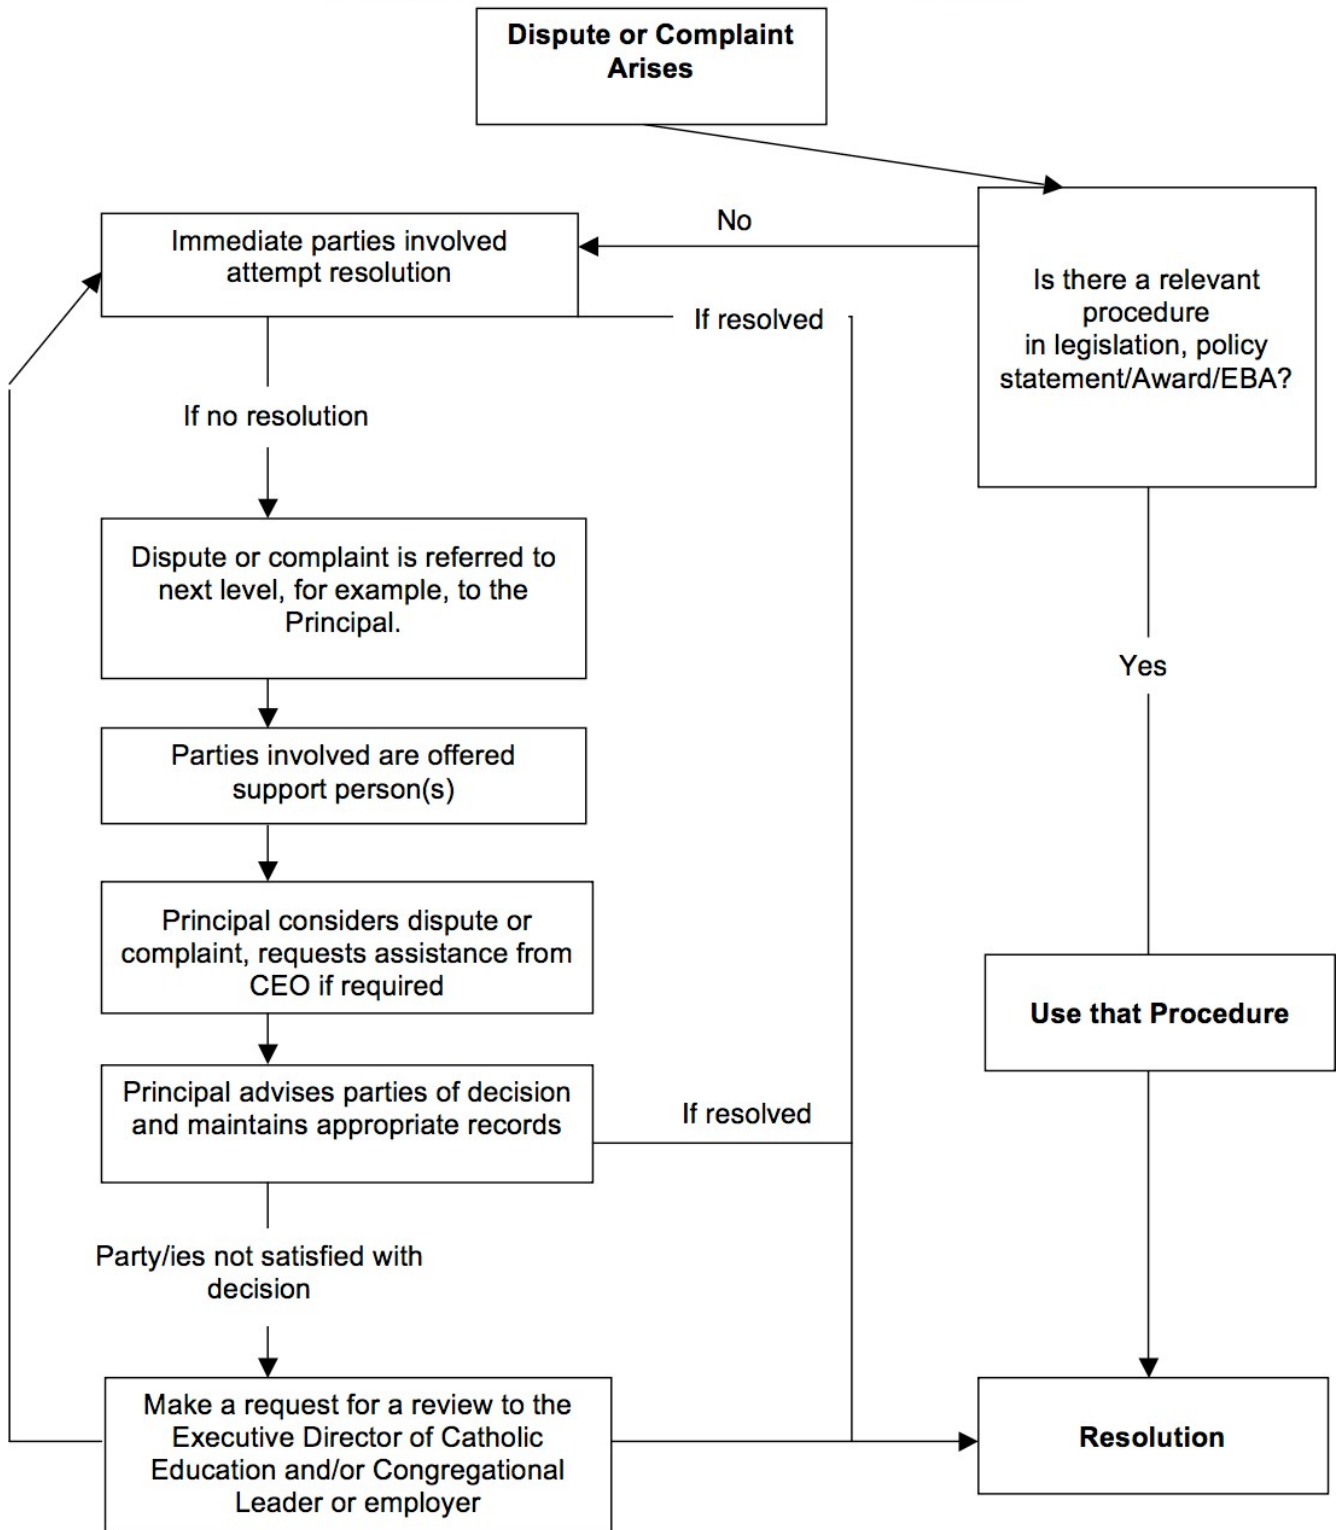 Dispute or Complaint
Arises
No
Immediate parties involved
attempt resolution
Is there a relevant
procedure
in legislation, policy
statement/Award/EBA?
If resolved
If no resolution
Dispute or complaint is referred to
next level, for example, to the
Principal.
Yes
Parties involved are offered
support person(s)
Principal considers dispute or
complaint, requests assistance from
CEO if required
Use that Procedure
Principal advises parties of decision
and maintains appropriate records
If resolved
Party/ies not satisfied with
decision
Make a request for a review to the
Executive Director of Catholic
Education and/or Congregational
Leader or employer
Resolution